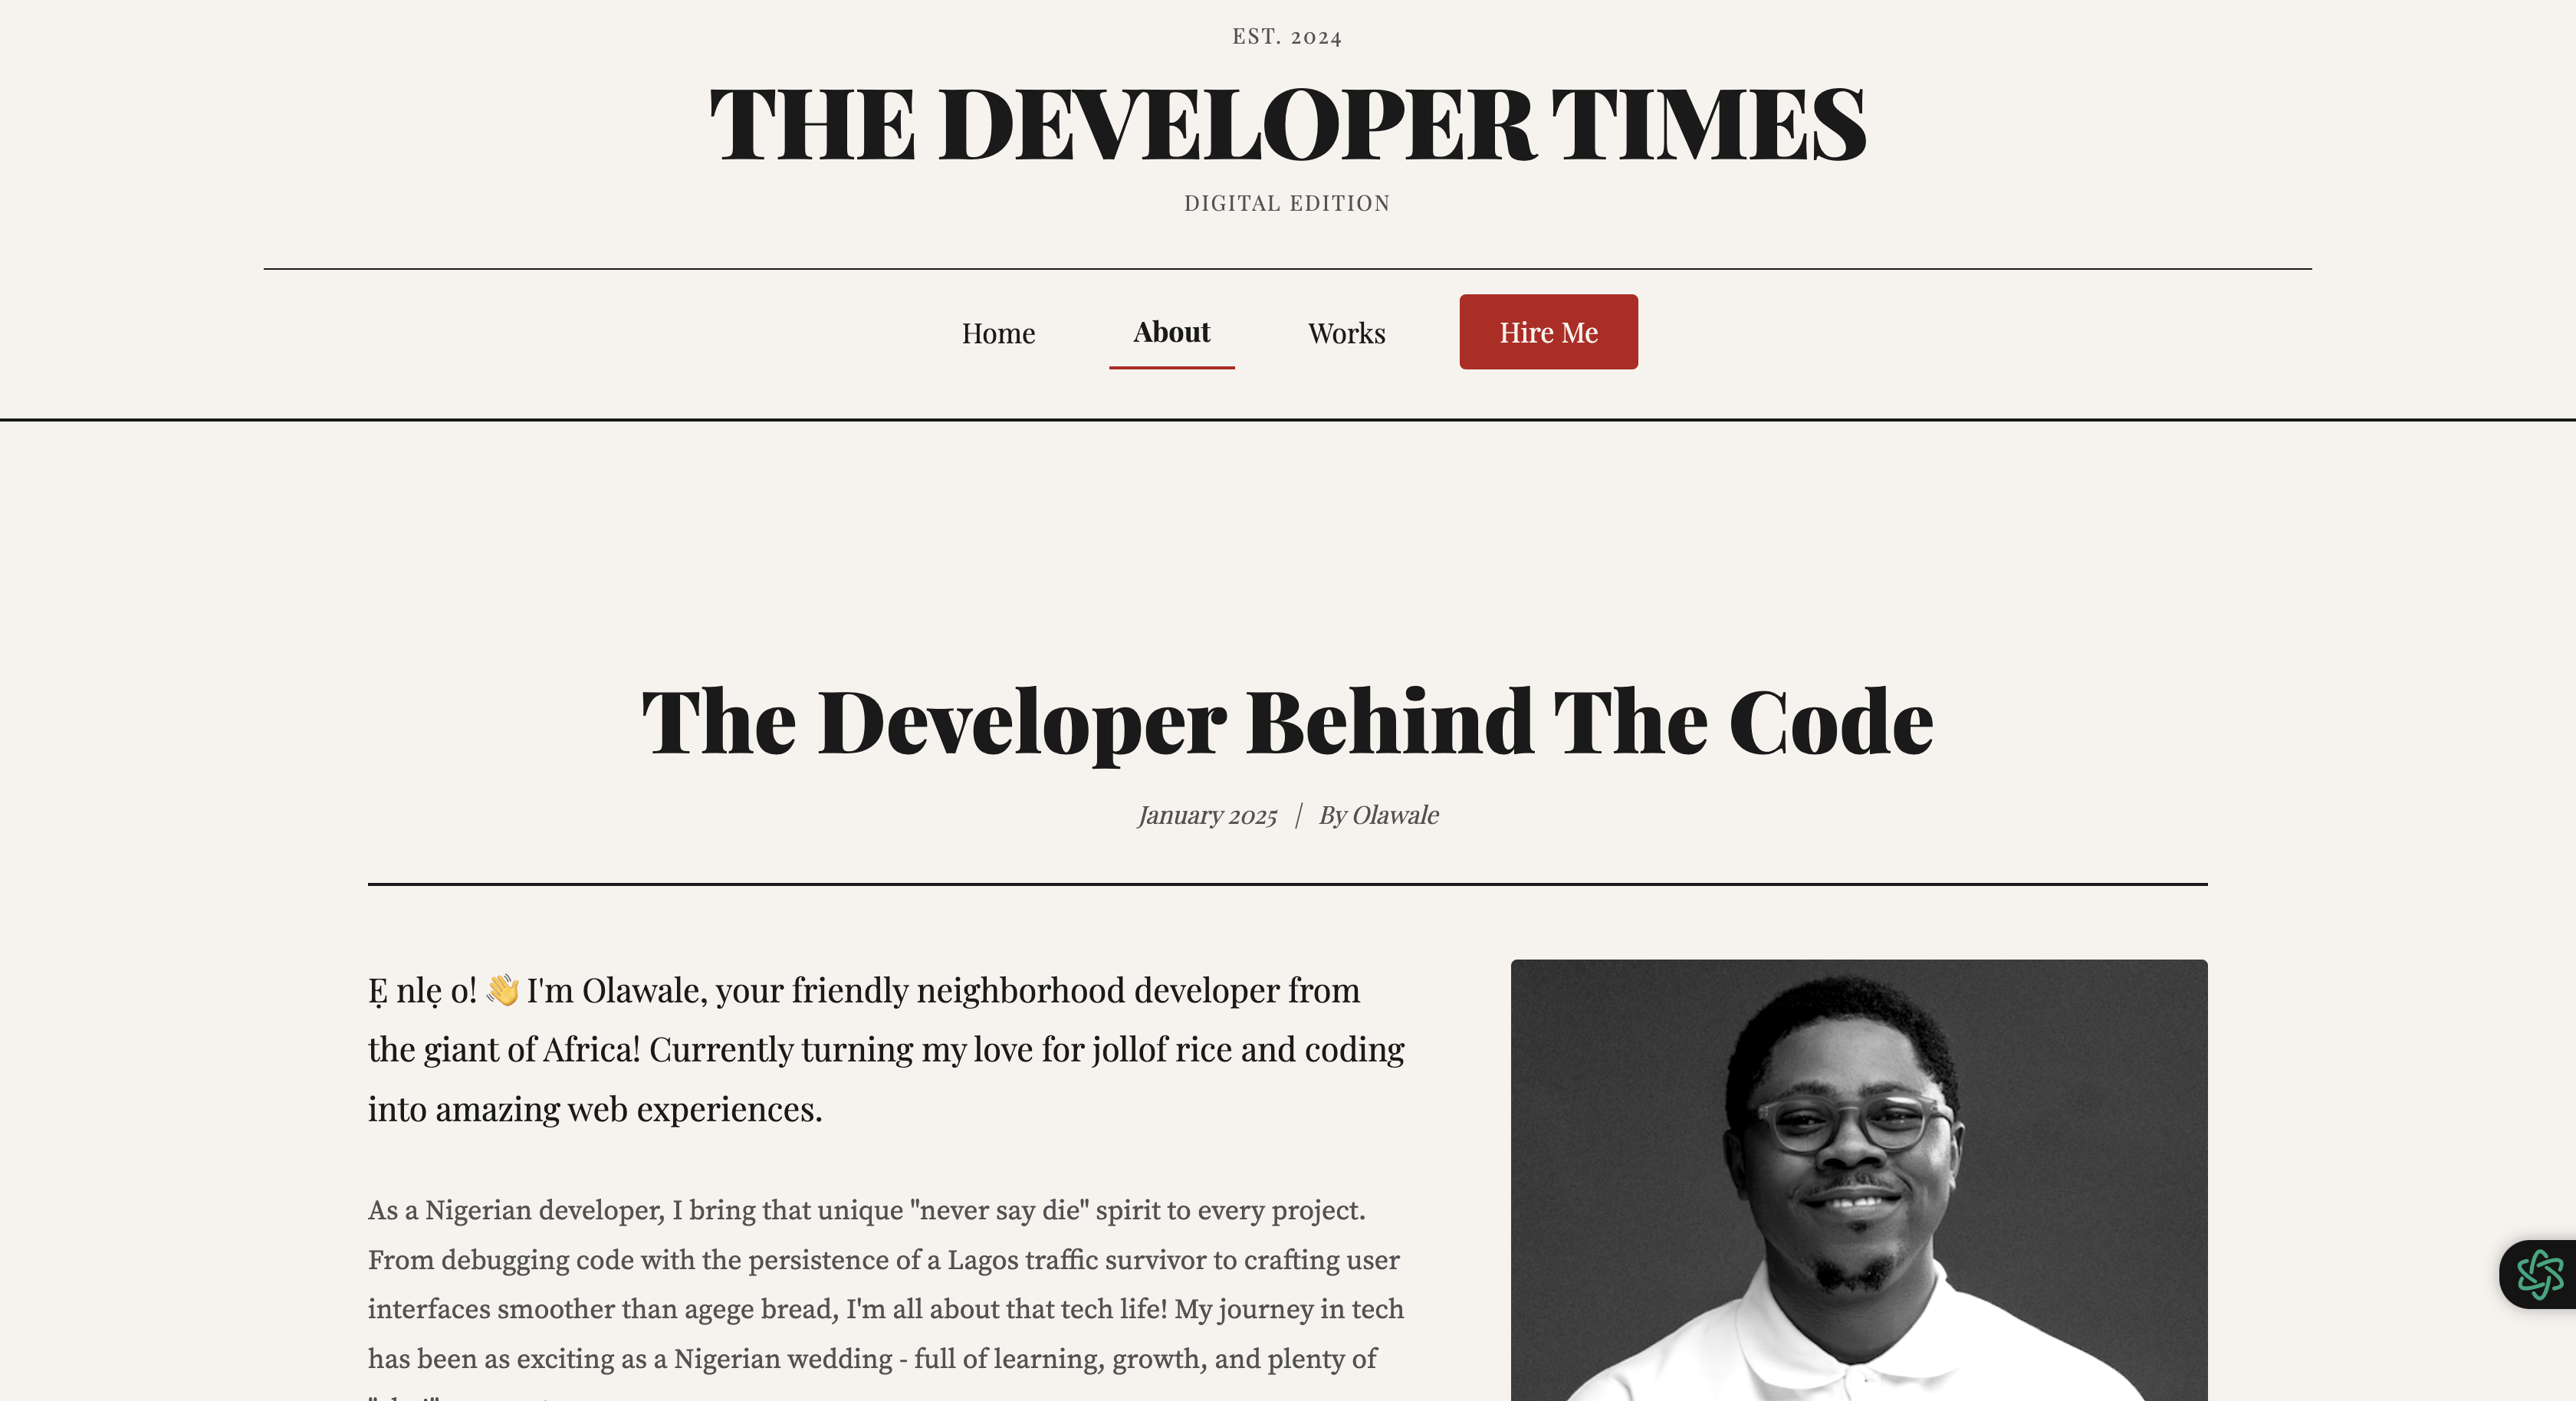 EST. 2024
THE DEVELOPER TIMES
DIGITAL EDITION
Home About Works Hire Me
The Developer Behind The Code
January 2025 | By Olawale
Ẹ nlẹ o! 👋 I'm Olawale, your friendly neighborhood developer from
the giant of Africa! Currently turning my love for jollof rice and coding
into amazing web experiences.
As a Nigerian developer, I bring that unique "never say die" spirit to every project.
From debugging code with the persistence of a Lagos traffic survivor to crafting user
interfaces smoother than agege bread, I'm all about that tech life! My journey in tech
has been as exciting as a Nigerian wedding - full of learning, growth, and plenty of